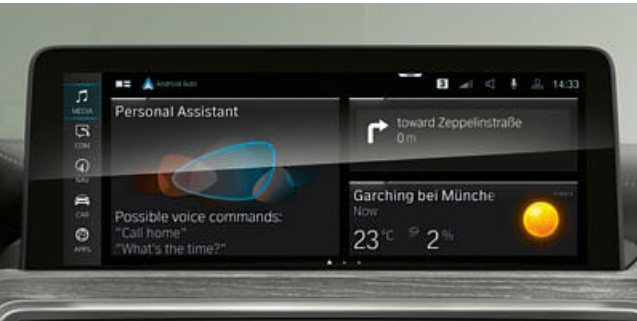 Android Auto
3
14:33
MEDIA
COM
NAV
CAR
APPS
Personal Assistant
Possible voice commands:
"Call home"
"What's the time?"
toward Zeppelinstraße
0 m
Garching bei Münche
Now
23 °C
2 %